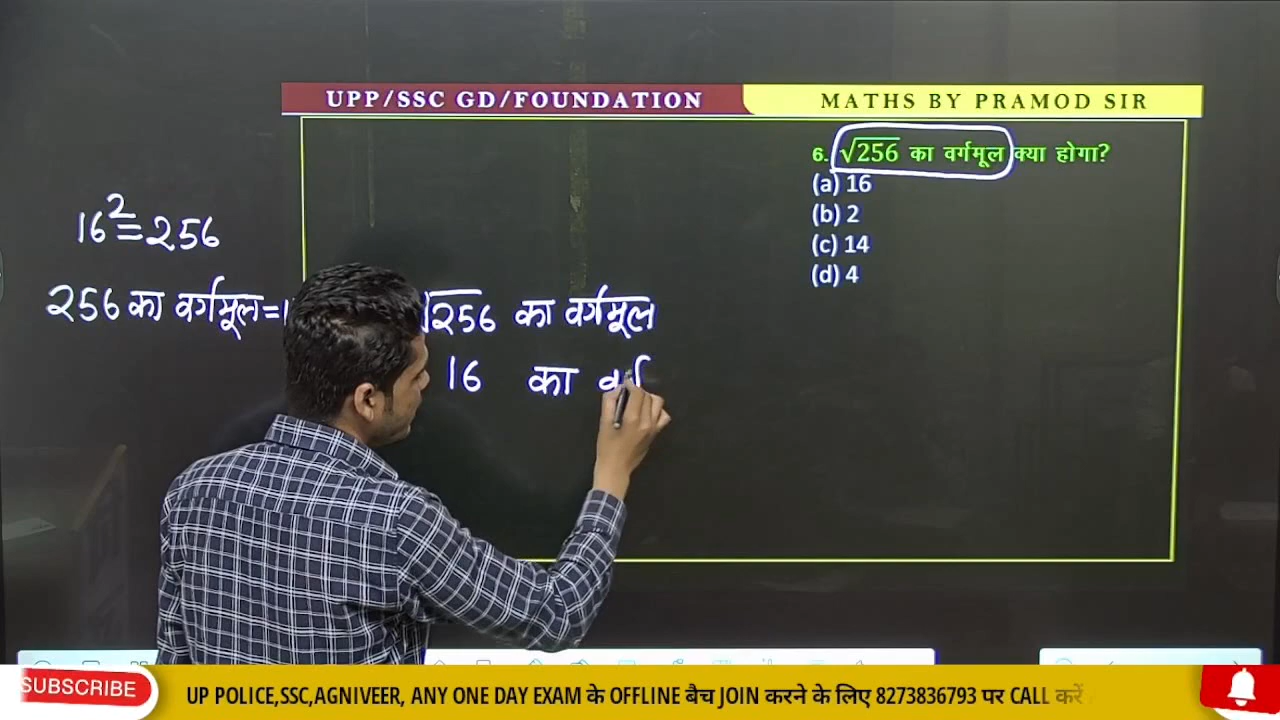 UPP/SSC GD/FOUNDATION
MATHS BY PRAMOD SIR
6. √256 का वर्गमूल क्या होगा?
(a) 16
(b) 2
(c) 14
(d) 4
16²=256
256 का वर्गमूल=1
√256 का वर्गमूल
16 का वर्ग
SUBSCRIBE
UP POLICE,SSC,AGNIVEER, ANY ONE DAY EXAM के OFFLINE बैच JOIN करने के लिए 8273836793 पर CALL करें